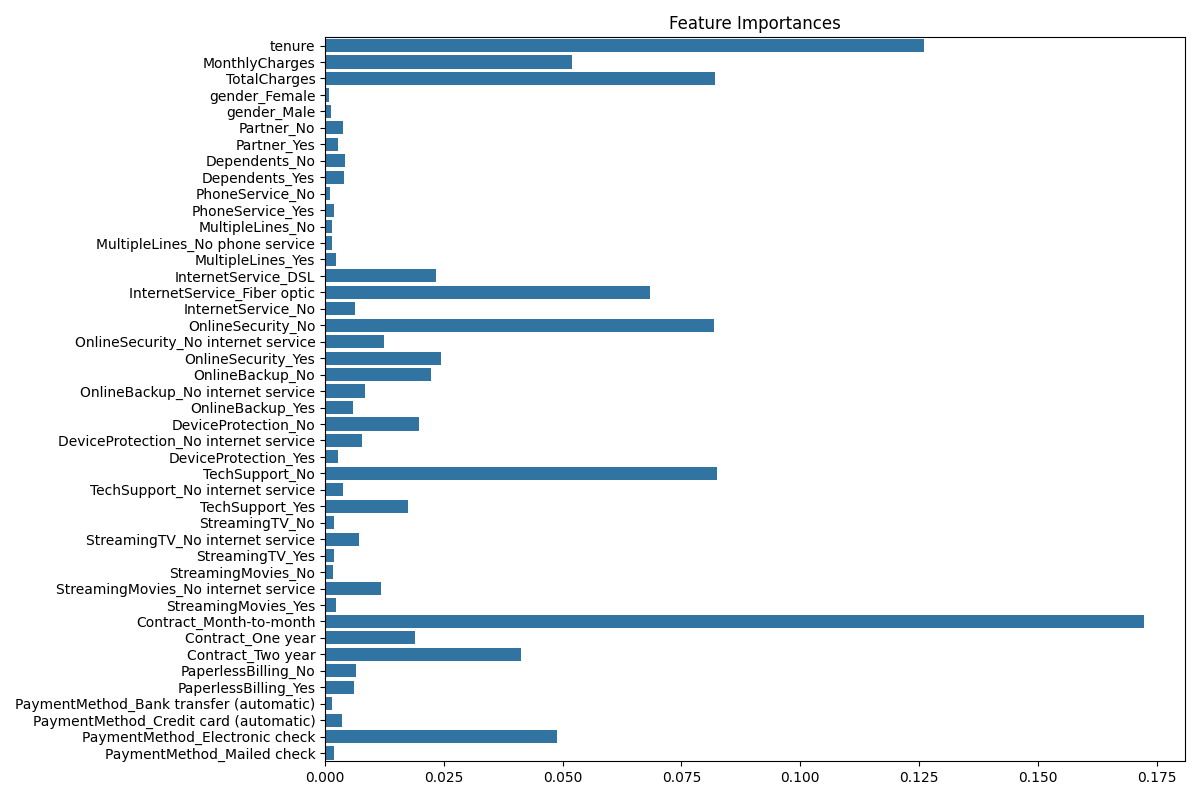 Feature Importances
tenure
MonthlyCharges
TotalCharges
gender_Female
gender_Male
Partner_No
Partner_Yes
Dependents_No
Dependents_Yes
PhoneService_No
PhoneService_Yes
MultipleLines_No
MultipleLines_No phone service
MultipleLines_Yes
InternetService_DSL
InternetService_Fiber optic
InternetService_No
OnlineSecurity_No
OnlineSecurity_No internet service
OnlineSecurity_Yes
OnlineBackup_No
OnlineBackup_No internet service
OnlineBackup_Yes
DeviceProtection_No
DeviceProtection_No internet service
DeviceProtection_Yes
TechSupport_No
TechSupport_No internet service
TechSupport_Yes
StreamingTV_No
StreamingTV_No internet service
StreamingTV_Yes
StreamingMovies_No
StreamingMovies_No internet service
StreamingMovies_Yes
Contract_Month-to-month
Contract_One year
Contract_Two year
PaperlessBilling_No
PaperlessBilling_Yes
PaymentMethod_Bank transfer (automatic)
PaymentMethod_Credit card (automatic)
PaymentMethod_Electronic check
PaymentMethod_Mailed check
0.000 0.025 0.050 0.075 0.100 0.125 0.150 0.175